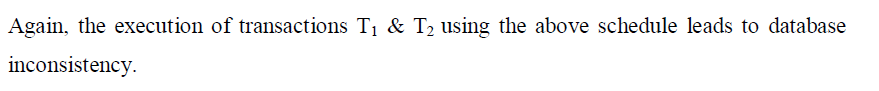 Again, the execution of transactions T₁ & T₂ using the above schedule leads to database
inconsistency.